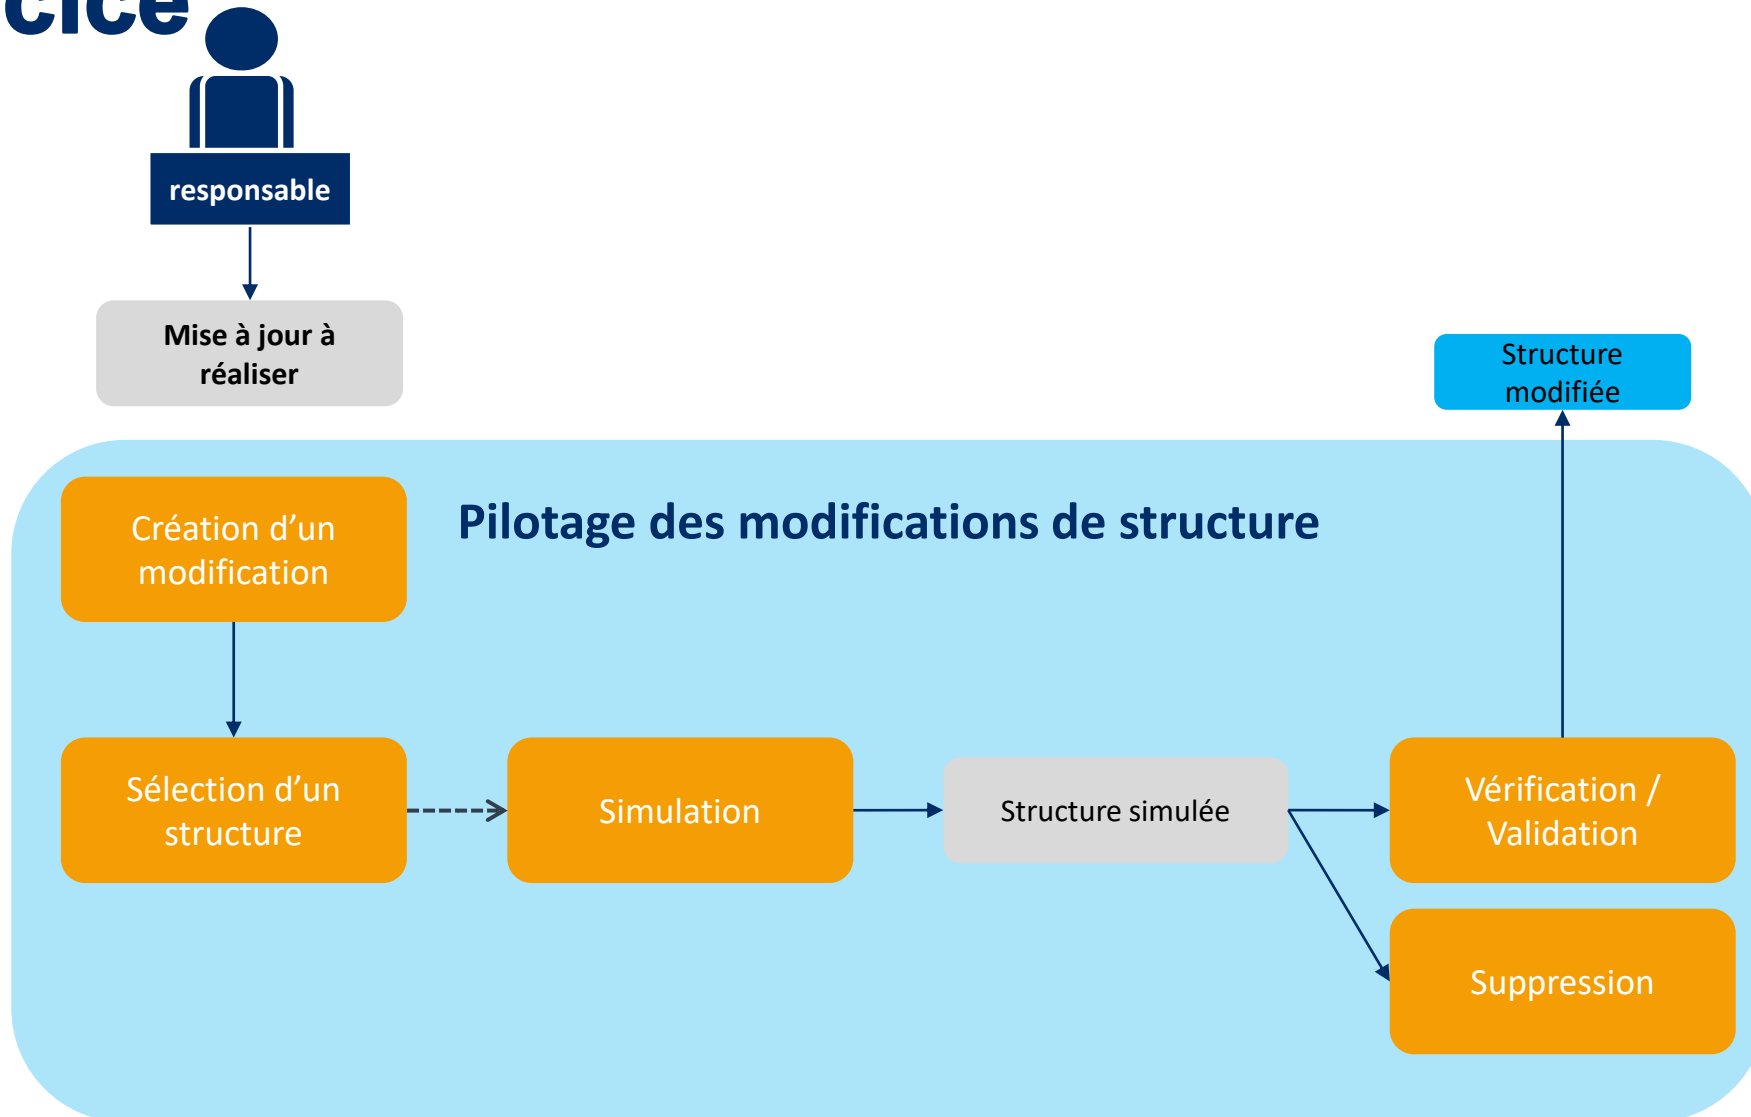 cice
responsable
Mise à jour à
réaliser
Structure
modifiée
Création d’un
modification
Pilotage des modifications de structure
Sélection d’un
structure
Simulation
Structure simulée
Vérification /
Validation
Suppression